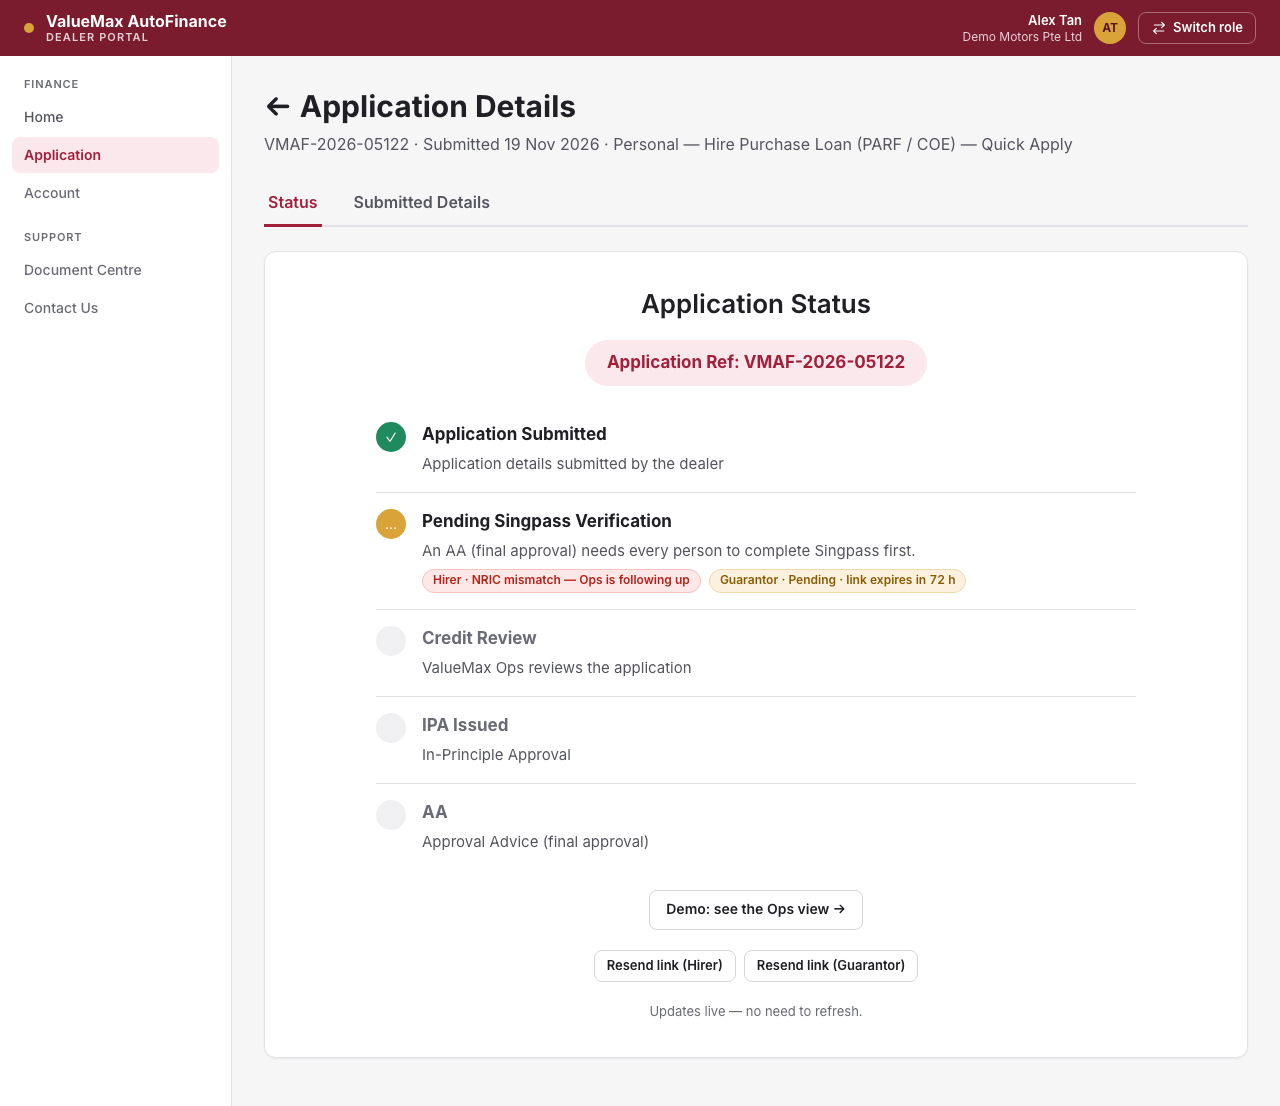 ValueMax AutoFinance
DEALER PORTAL
Alex Tan
Demo Motors Pte Ltd
AT
Switch role
FINANCE
Home
Application
Account
SUPPORT
Document Centre
Contact Us
← Application Details
VMAF-2026-05122 · Submitted 19 Nov 2026 · Personal — Hire Purchase Loan (PARF / COE) — Quick Apply
Status
Submitted Details
Application Status
Application Ref: VMAF-2026-05122
✓
Application Submitted
Application details submitted by the dealer
…
Pending Singpass Verification
An AA (final approval) needs every person to complete Singpass first.
Hirer · NRIC mismatch — Ops is following up
Guarantor · Pending · link expires in 72 h
Credit Review
ValueMax Ops reviews the application
IPA Issued
In-Principle Approval
AA
Approval Advice (final approval)
Demo: see the Ops view →
Resend link (Hirer)
Resend link (Guarantor)
Updates live — no need to refresh.